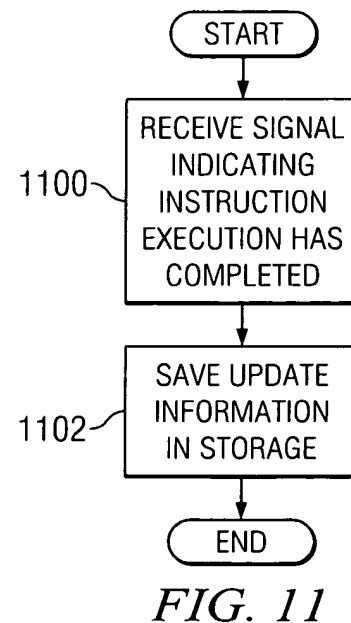 START
RECEIVE SIGNAL
INDICATING
INSTRUCTION
EXECUTION HAS
COMPLETED
1100
SAVE UPDATE
INFORMATION
IN STORAGE
1102
END
FIG. 11